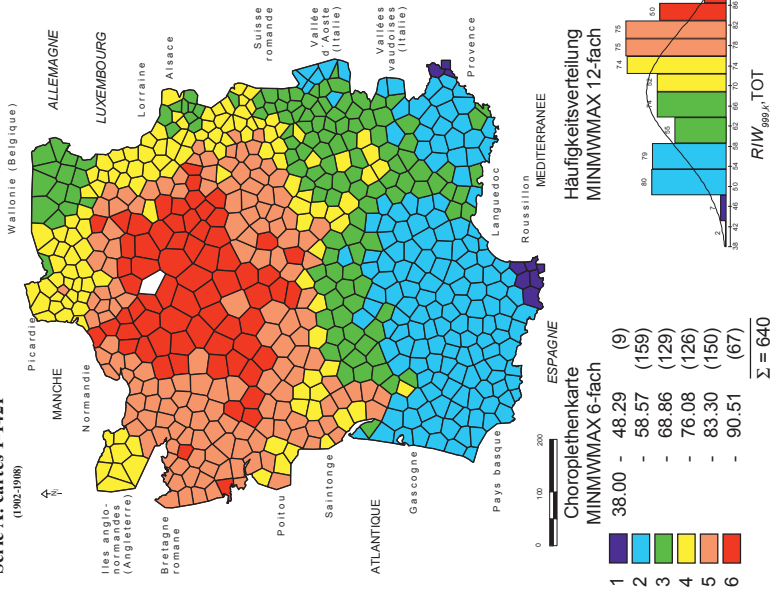 Série A: cartes 1-1421
(1902-1908)
N
Wallonie (Belgique)
ALLEMAGNE
LUXEMBOURG
Lorraine
Alsace
Suisse
romande
Vallée
d'Aoste
(Italie)
Vallées
vaudoises
(Italie)
Provence
MEDITERRANEE
Languedoc
Roussillon
Picardie
MANCHE
Normandie
Iles anglo-
normandes
(Angleterre)
Bretagne
romane
Poitou
Saintonge
ATLANTIQUE
Gascogne
Pays basque
ESPAGNE
0 100 200
Choroplethenkarte
MINMWMAX 6-fach
1 38.00 - 48.29 (9)
2 - 58.57 (159)
3 - 68.86 (129)
4 - 76.08 (126)
5 - 83.30 (150)
6 - 90.51 (67)
Σ = 640
Häufigkeitsverteilung
MINMWMAX 12-fach
2 7 80 79 55 74 52 74 75 75 50
38 42 46 50 54 58 62 66 70 74 78 82 86
RIW999,k, TOT